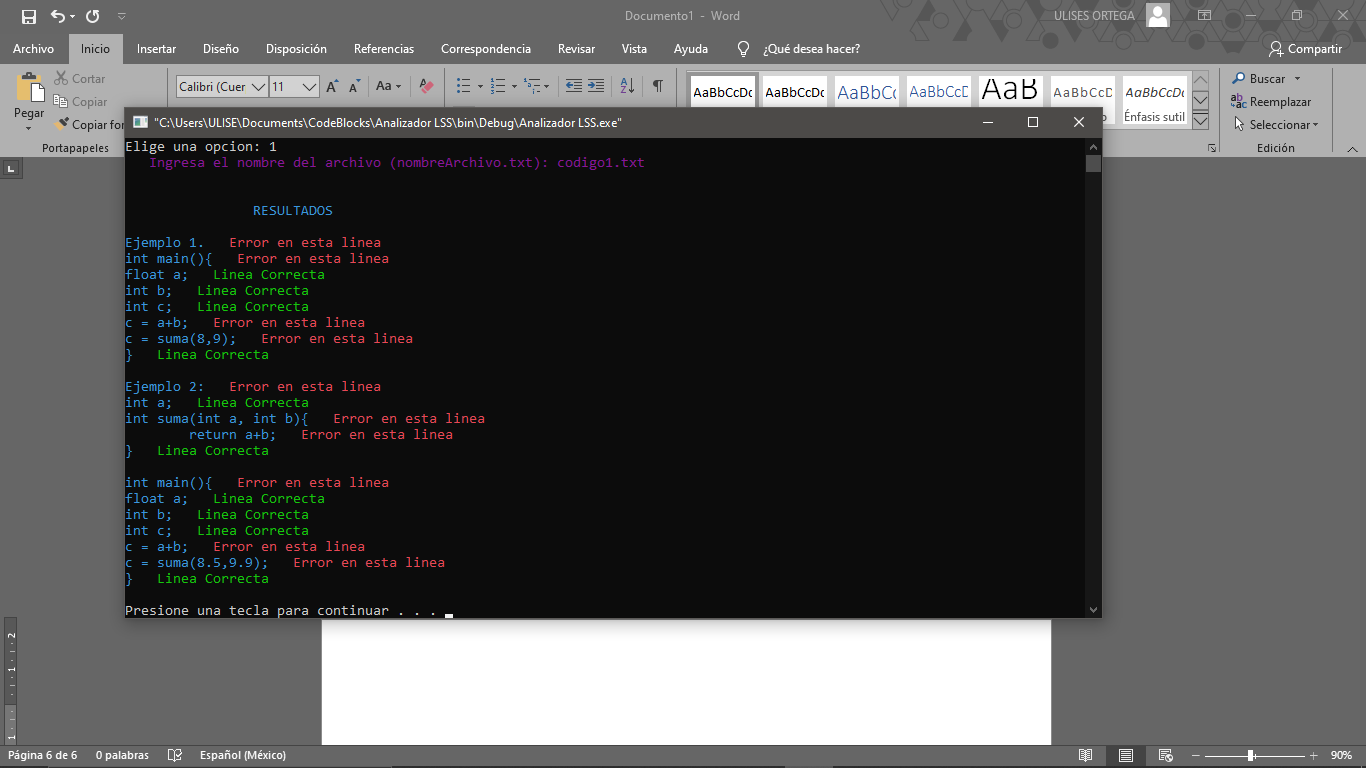 Documento1 - Word
ULISES ORTEGA
Archivo Inicio Insertar Diseño Disposición Referencias Correspondencia Revisar Vista Ayuda ¿Qué desea hacer? Compartir
Pegar
Cortar
Copiar
Copiar for
Portapapeles
Calibri (Cuer 11
Aa
AaBbCcDc AaBbCcDc AaBbCc AaBbCcD AaB AaBbCcD AaBbCcDc
Énfasis sutil
Buscar
Reemplazar
Seleccionar
Edición
"C:\Users\ULISE\Documents\CodeBlocks\Analizador LSS\bin\Debug\Analizador LSS.exe"
Elige una opcion: 1
Ingresa el nombre del archivo (nombreArchivo.txt): codigo1.txt
RESULTADOS
Ejemplo 1. Error en esta linea
int main(){ Error en esta linea
float a; Linea Correcta
int b; Linea Correcta
int c; Linea Correcta
c = a+b; Error en esta linea
c = suma(8,9); Error en esta linea
} Linea Correcta
Ejemplo 2: Error en esta linea
int a; Linea Correcta
int suma(int a, int b){ Error en esta linea
return a+b; Error en esta linea
} Linea Correcta
int main(){ Error en esta linea
float a; Linea Correcta
int b; Linea Correcta
int c; Linea Correcta
c = a+b; Error en esta linea
c = suma(8.5,9.9); Error en esta linea
} Linea Correcta
Presione una tecla para continuar . . .
2
1
1
Página 6 de 6 0 palabras Español (México) 90%